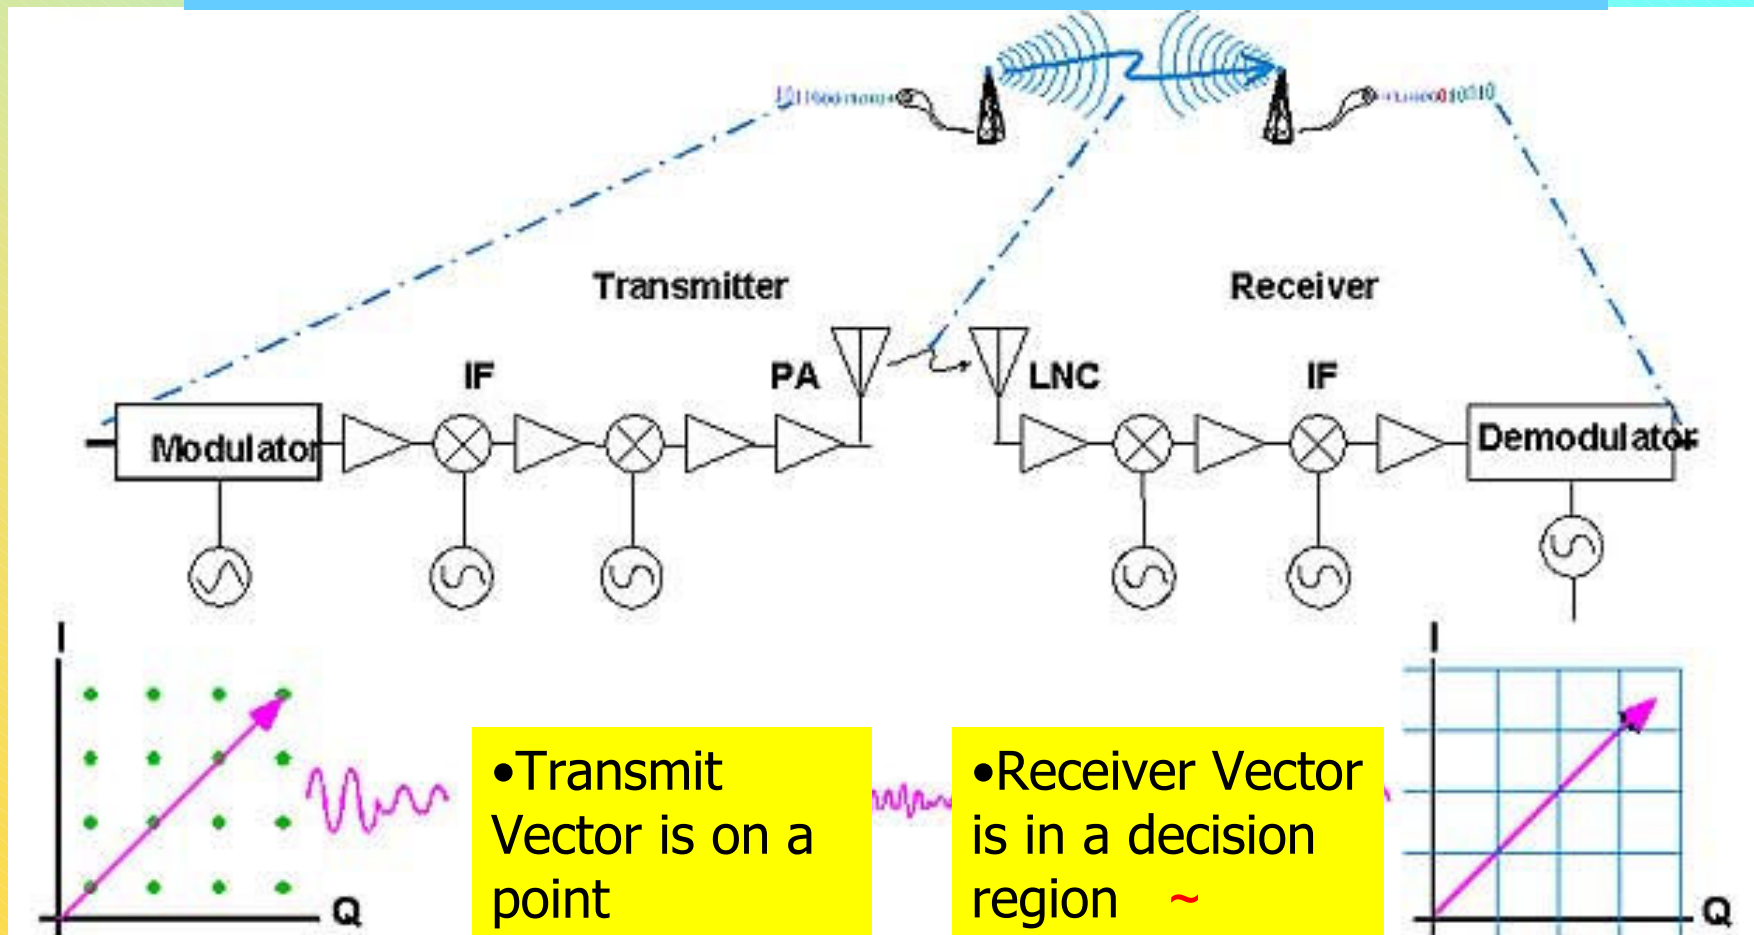 Transmitter
Receiver
IF
PA
LNC
IF
Modulator
Demodulator
I
I
•Transmit
Vector is on a
point
•Receiver Vector
is in a decision
region ~
Q
Q